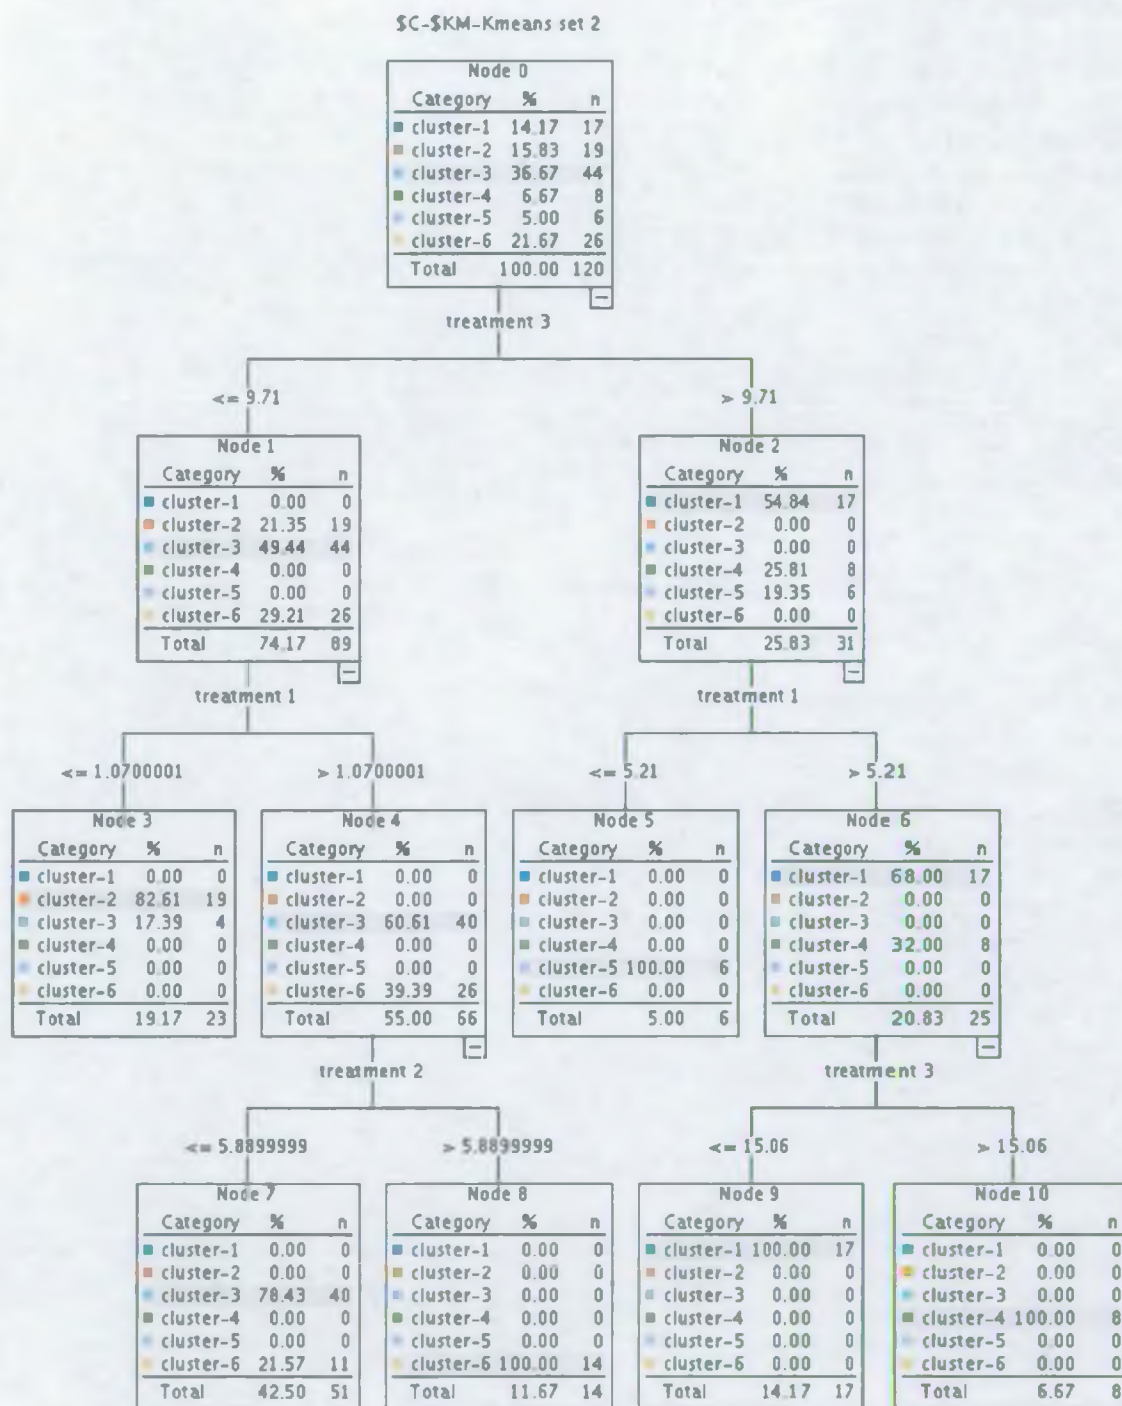 $C-$KM-Kmeans set 2
Node 0
Category % n
cluster-1 14.17 17
cluster-2 15.83 19
cluster-3 36.67 44
cluster-4 6.67 8
cluster-5 5.00 6
cluster-6 21.67 26
Total 100.00 120
treatment 3
<= 9.71
> 9.71
Node 1
Category % n
cluster-1 0.00 0
cluster-2 21.35 19
cluster-3 49.44 44
cluster-4 0.00 0
cluster-5 0.00 0
cluster-6 29.21 26
Total 74.17 89
treatment 1
Node 2
Category % n
cluster-1 54.84 17
cluster-2 0.00 0
cluster-3 0.00 0
cluster-4 25.81 8
cluster-5 19.35 6
cluster-6 0.00 0
Total 25.83 31
treatment 1
<= 1.0700001
> 1.0700001
<= 5.21
> 5.21
Node 3
Category % n
cluster-1 0.00 0
cluster-2 82.61 19
cluster-3 17.39 4
cluster-4 0.00 0
cluster-5 0.00 0
cluster-6 0.00 0
Total 19.17 23
Node 4
Category % n
cluster-1 0.00 0
cluster-2 0.00 0
cluster-3 60.61 40
cluster-4 0.00 0
cluster-5 0.00 0
cluster-6 39.39 26
Total 55.00 66
treatment 2
Node 5
Category % n
cluster-1 0.00 0
cluster-2 0.00 0
cluster-3 0.00 0
cluster-4 0.00 0
cluster-5 100.00 6
cluster-6 0.00 0
Total 5.00 6
Node 6
Category % n
cluster-1 68.00 17
cluster-2 0.00 0
cluster-3 0.00 0
cluster-4 32.00 8
cluster-5 0.00 0
cluster-6 0.00 0
Total 20.83 25
treatment 3
<= 5.8899999
> 5.8899999
<= 15.06
> 15.06
Node 7
Category % n
cluster-1 0.00 0
cluster-2 0.00 0
cluster-3 78.43 40
cluster-4 0.00 0
cluster-5 0.00 0
cluster-6 21.57 11
Total 42.50 51
Node 8
Category % n
cluster-1 0.00 0
cluster-2 0.00 0
cluster-3 0.00 0
cluster-4 0.00 0
cluster-5 0.00 0
cluster-6 100.00 14
Total 11.67 14
Node 9
Category % n
cluster-1 100.00 17
cluster-2 0.00 0
cluster-3 0.00 0
cluster-4 0.00 0
cluster-5 0.00 0
cluster-6 0.00 0
Total 14.17 17
Node 10
Category % n
cluster-1 0.00 0
cluster-2 0.00 0
cluster-3 0.00 0
cluster-4 100.00 8
cluster-5 0.00 0
cluster-6 0.00 0
Total 6.67 8